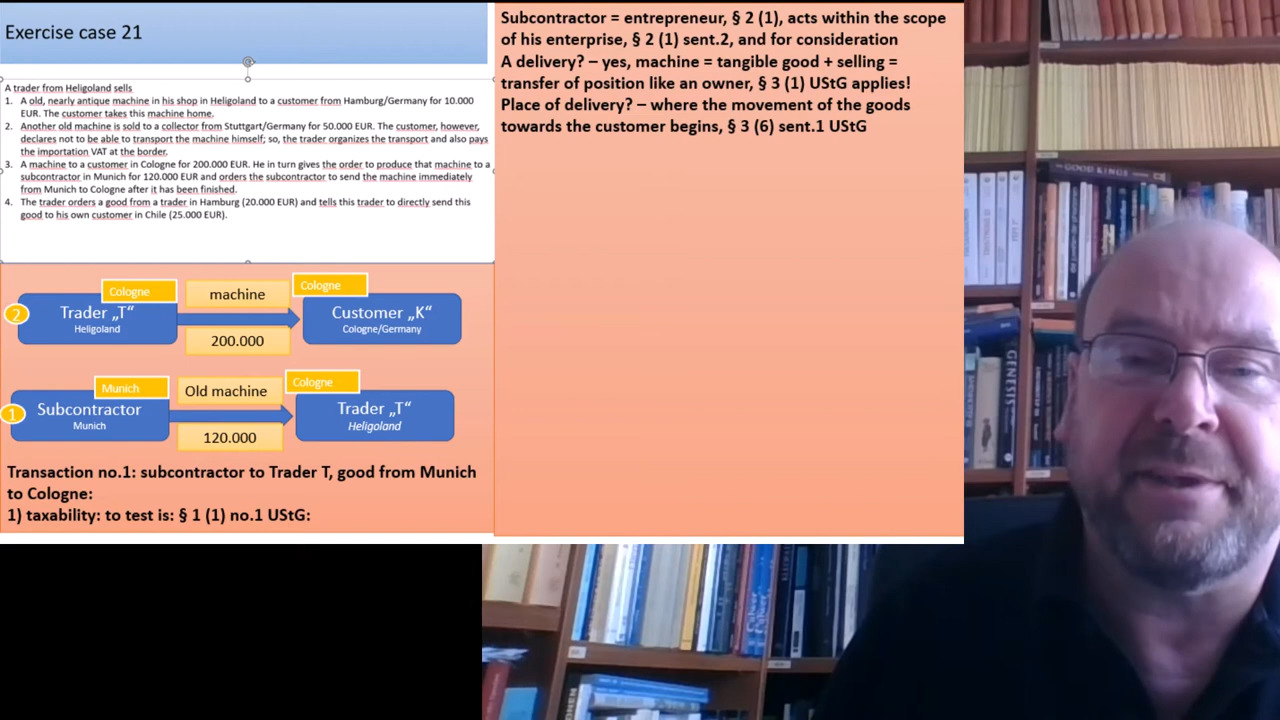 Exercise case 21
A trader from Heligoland sells
1. A old, nearly antique machine in his shop in Heligoland to a customer from Hamburg/Germany for 10.000
EUR. The customer takes this machine home.
2. Another old machine is sold to a collector from Stuttgart/Germany for 50.000 EUR. The customer, however,
declares not to be able to transport the machine himself; so, the trader organizes the transport and also pays
the importation VAT at the border.
3. A machine to a customer in Cologne for 200.000 EUR. He in turn gives the order to produce that machine to a
subcontractor in Munich for 120.000 EUR and orders the subcontractor to send the machine immediately
from Munich to Cologne after it has been finished.
4. The trader orders a good from a trader in Hamburg (20.000 EUR) and tells this trader to directly send this
good to his own customer in Chile (25.000 EUR).
Cologne
machine
Cologne
2
Trader „T“
Heligoland
Customer „K“
Cologne/Germany
200.000
Munich
Old machine
Cologne
1
Subcontractor
Munich
Trader „T“
Heligoland
120.000
Transaction no.1: subcontractor to Trader T, good from Munich
to Cologne:
1) taxability: to test is: § 1 (1) no.1 UStG:
Subcontractor = entrepreneur, § 2 (1), acts within the scope
of his enterprise, § 2 (1) sent.2, and for consideration
A delivery? – yes, machine = tangible good + selling =
transfer of position like an owner, § 3 (1) UStG applies!
Place of delivery? – where the movement of the goods
towards the customer begins, § 3 (6) sent.1 UStG
GOOD KINGS
GENESIS